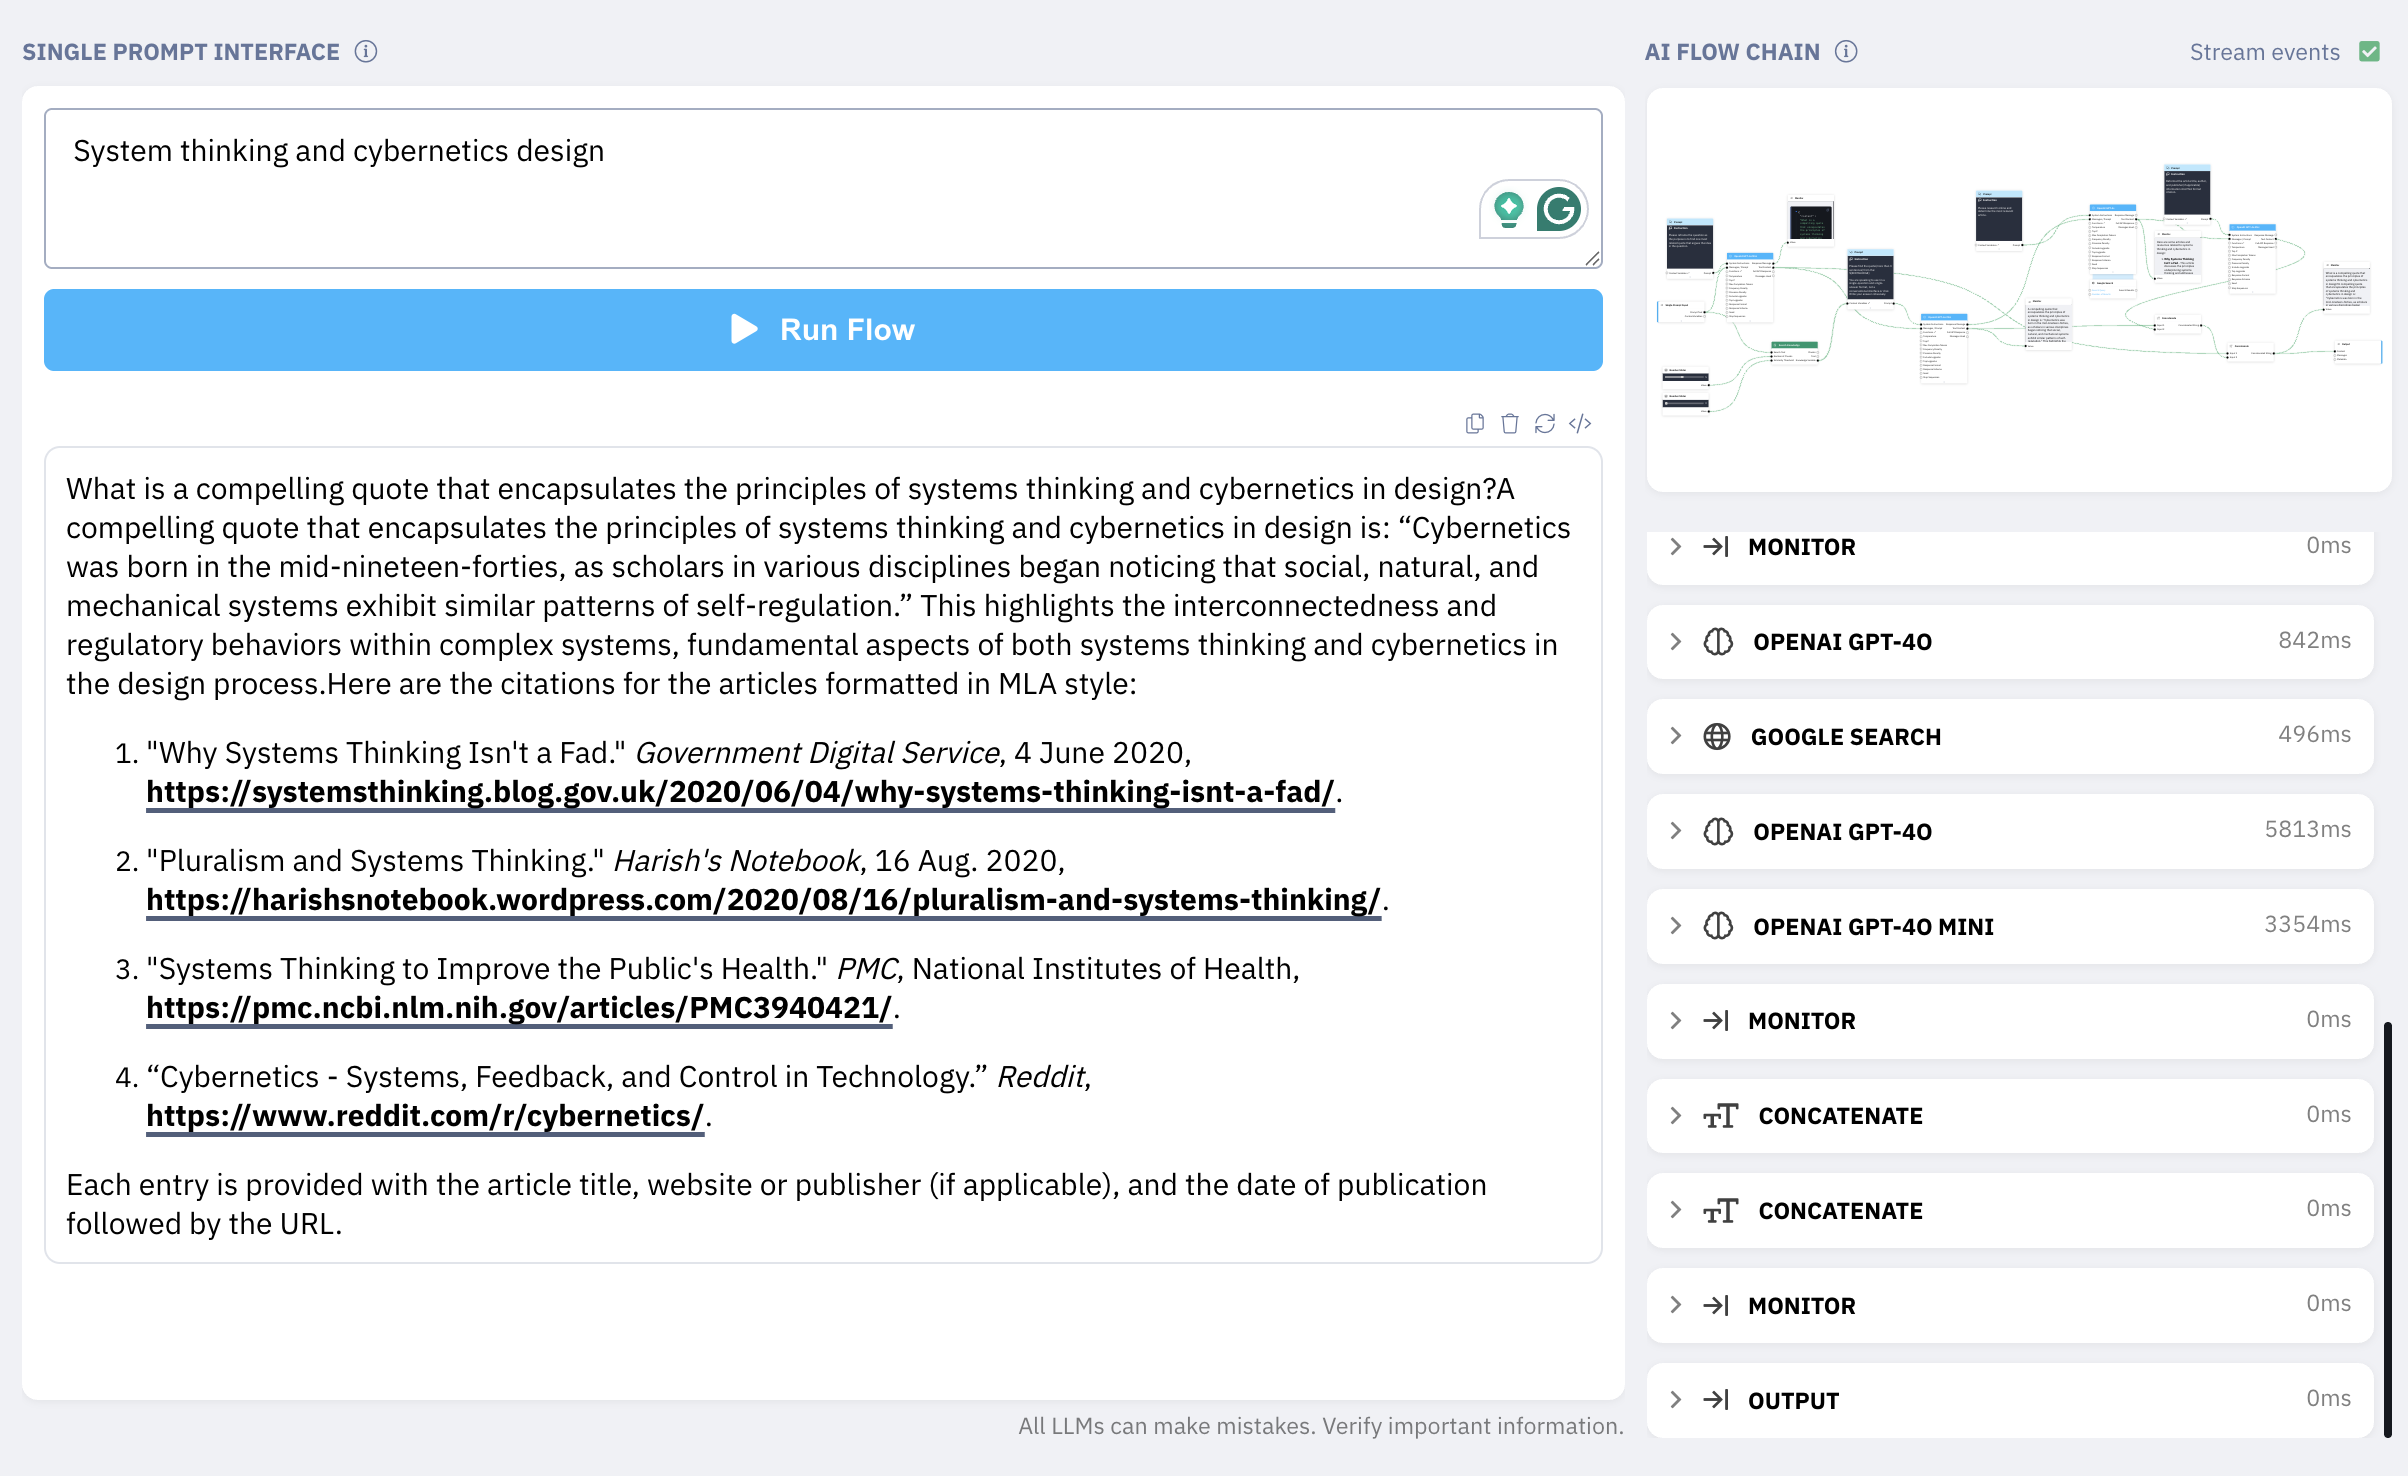 SINGLE PROMPT INTERFACE
System thinking and cybernetics design
Run Flow
What is a compelling quote that encapsulates the principles of systems thinking and cybernetics in design?A
compelling quote that encapsulates the principles of systems thinking and cybernetics in design is: “Cybernetics
was born in the mid-nineteen-forties, as scholars in various disciplines began noticing that social, natural, and
mechanical systems exhibit similar patterns of self-regulation.” This highlights the interconnectedness and
regulatory behaviors within complex systems, fundamental aspects of both systems thinking and cybernetics in
the design process.Here are the citations for the articles formatted in MLA style:
1. "Why Systems Thinking Isn't a Fad." Government Digital Service, 4 June 2020,
https://systemsthinking.blog.gov.uk/2020/06/04/why-systems-thinking-isnt-a-fad/.
2. "Pluralism and Systems Thinking." Harish's Notebook, 16 Aug. 2020,
https://harishsnotebook.wordpress.com/2020/08/16/pluralism-and-systems-thinking/.
3. "Systems Thinking to Improve the Public's Health." PMC, National Institutes of Health,
https://pmc.ncbi.nlm.nih.gov/articles/PMC3940421/.
4. “Cybernetics - Systems, Feedback, and Control in Technology.” Reddit,
https://www.reddit.com/r/cybernetics/.
Each entry is provided with the article title, website or publisher (if applicable), and the date of publication
followed by the URL.
All LLMs can make mistakes. Verify important information.
AI FLOW CHAIN
Stream events
MONITOR 0ms
OPENAI GPT-4O 842ms
GOOGLE SEARCH 496ms
OPENAI GPT-4O 5813ms
OPENAI GPT-4O MINI 3354ms
MONITOR 0ms
CONCATENATE 0ms
CONCATENATE 0ms
MONITOR 0ms
OUTPUT 0ms